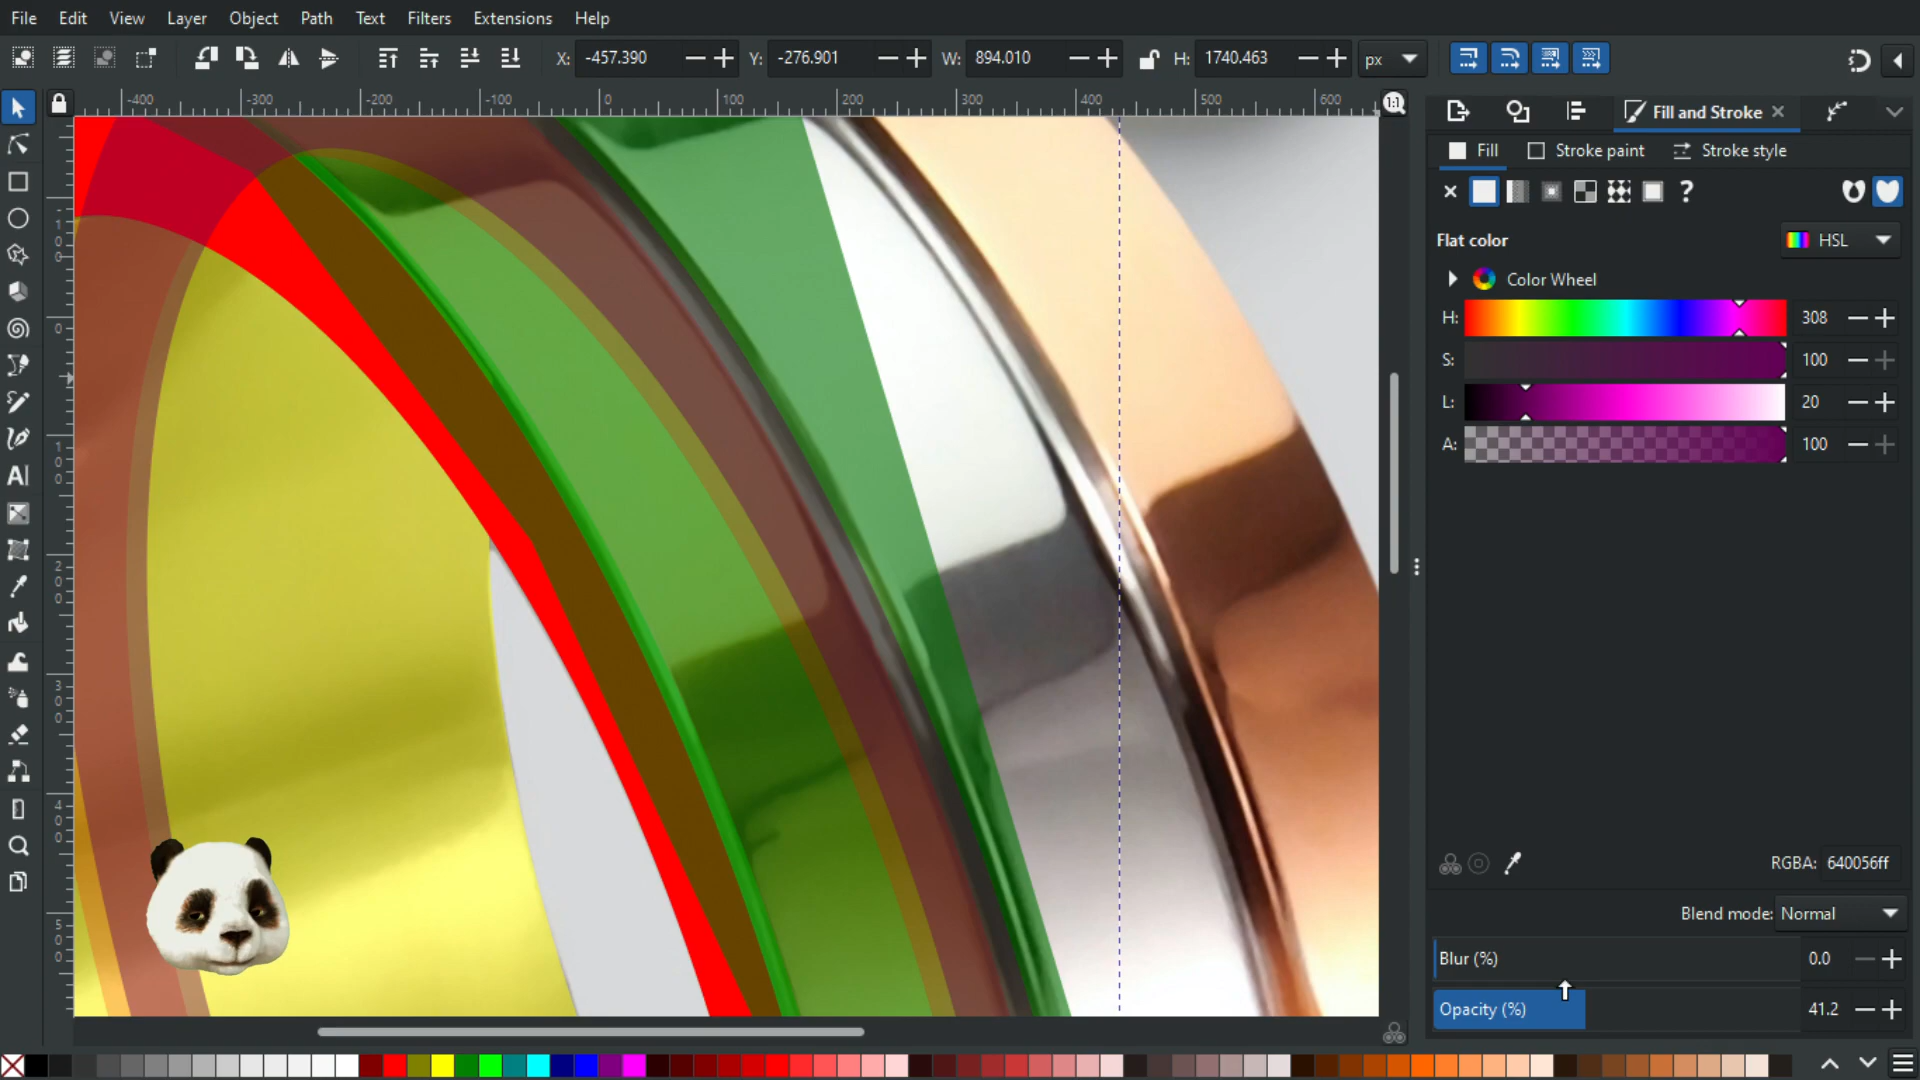 File Edit View Layer Object Path Text Filters Extensions Help
X: -457.390 Y: -276.901 W: 894.010 H: 1740.463 px
-400 -300 -200 -100 0 100 200 300 400 500 600
1:1
Fill and Stroke
Fill Stroke paint Stroke style
Flat color HSL
Color Wheel
H: 308
S: 100
L: 20
A: 100
RGBA: 640056ff
Blend mode: Normal
Blur (%) 0.0
Opacity (%) 41.2